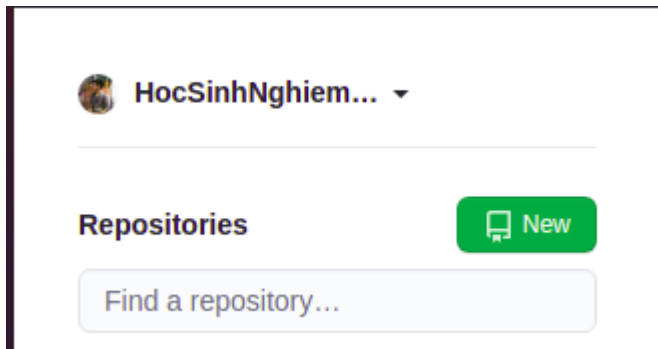 HocSinhNghiem…
Repositories
New
Find a repository…